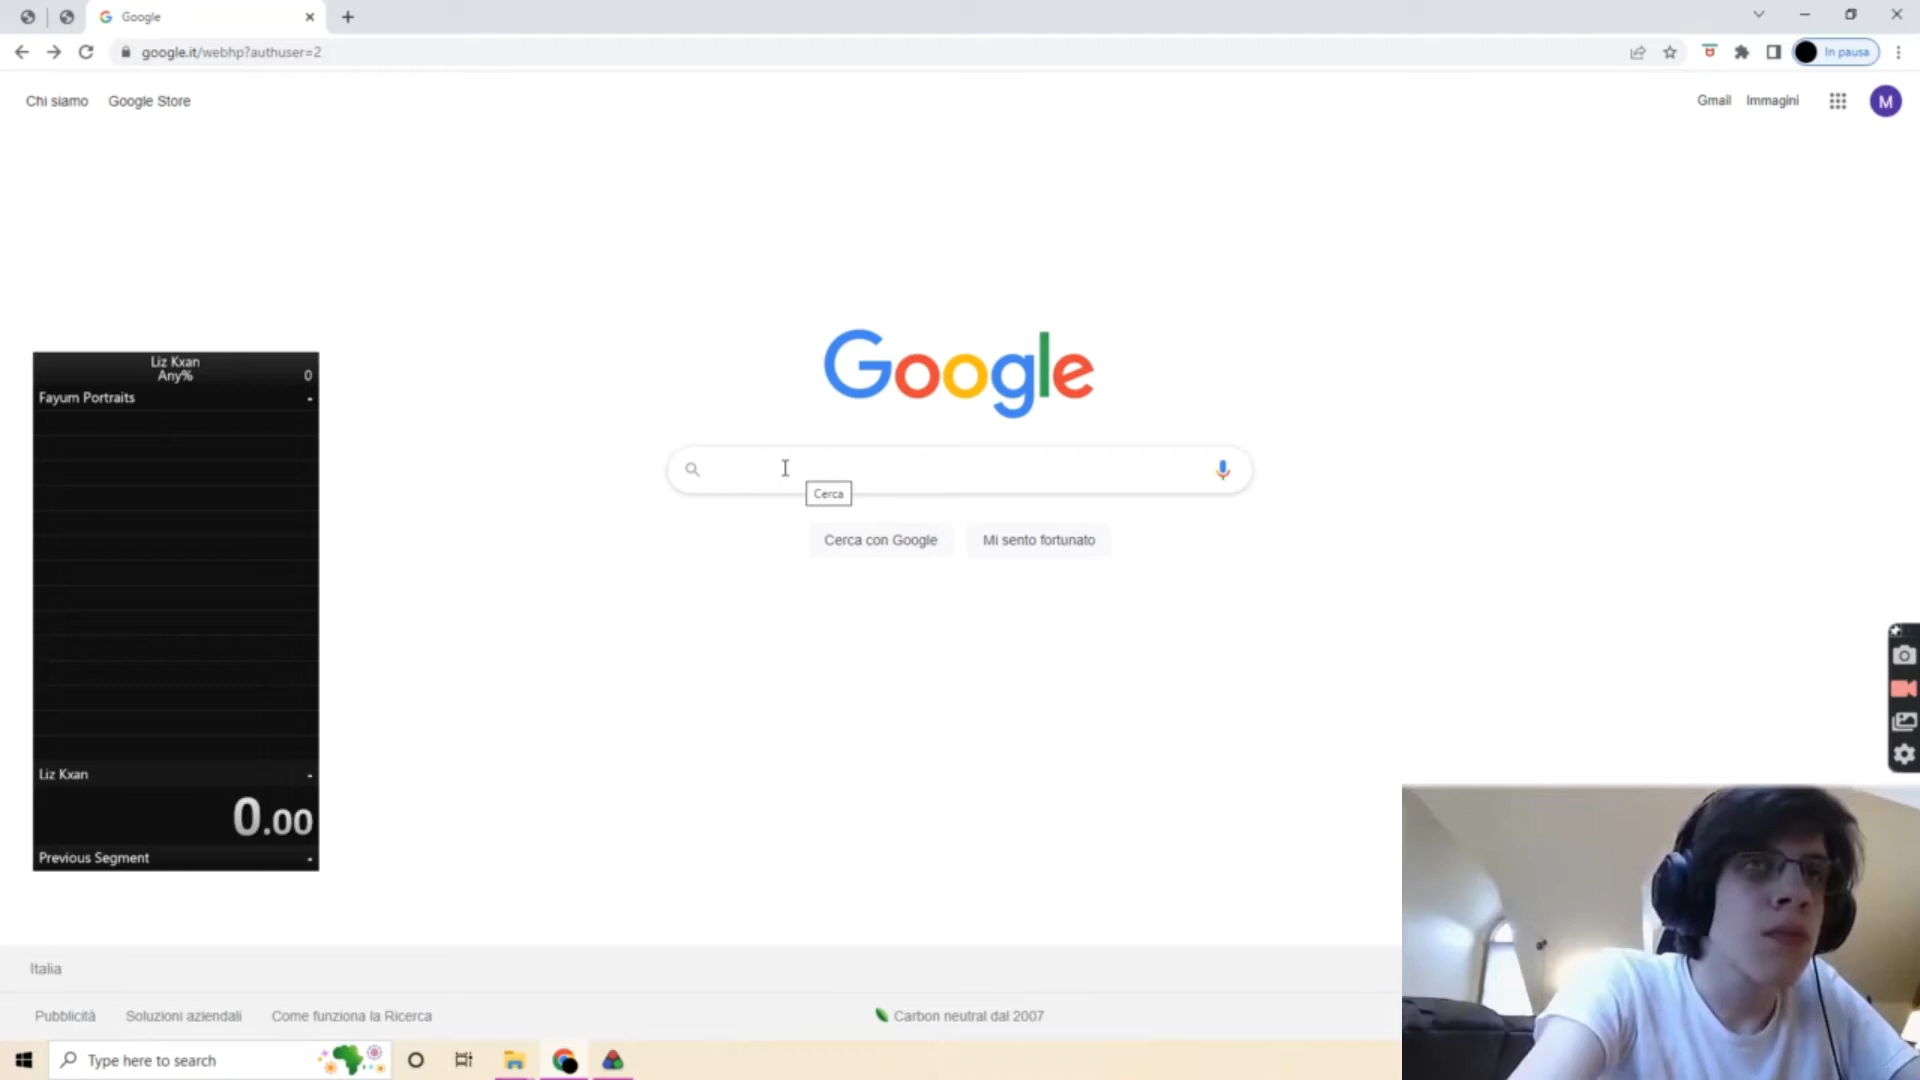 Google
google.it/webhp?authuser=2
In pausa
Chi siamo Google Store
Gmail Immagini
M
Google
Liz Kxan
Any%
0
Fayum Portraits -
Cerca
Cerca con Google Mi sento fortunato
Liz Kxan -
0.00
Previous Segment -
Italia
Pubblicità Soluzioni aziendali Come funziona la Ricerca
Carbon neutral dal 2007
Type here to search